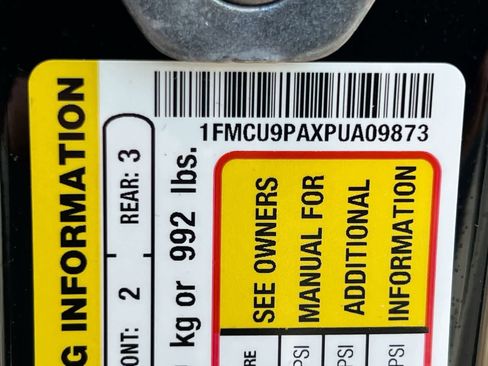 1FMCU9PAXPUA09873
G INFORMATION
ONT: 2
REAR: 3
kg or 992 lbs.
SEE OWNERS
MANUAL FOR
ADDITIONAL
INFORMATION
RE
PSI
PSI
PSI